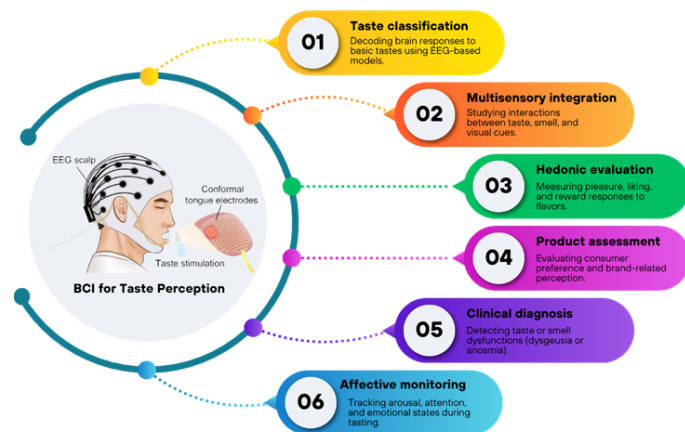 01
Taste classification
Decoding brain responses to
basic tastes using EEG-based
models.
02
Multisensory integration
Studying interactions
between taste, smell, and
visual cues.
03
Hedonic evaluation
Measuring pleasure, liking,
and reward responses to
flavors.
04
Product assessment
Evaluating consumer
preference and brand-related
perception.
05
Clinical diagnosis
Detecting taste or smell
dysfunctions (dysgeusia or
anosmia).
06
Affective monitoring
Tracking arousal, attention,
and emotional states during
tasting.
EEG scalp
Conformal
tongue electrodes
Taste stimulation
BCI for Taste Perception